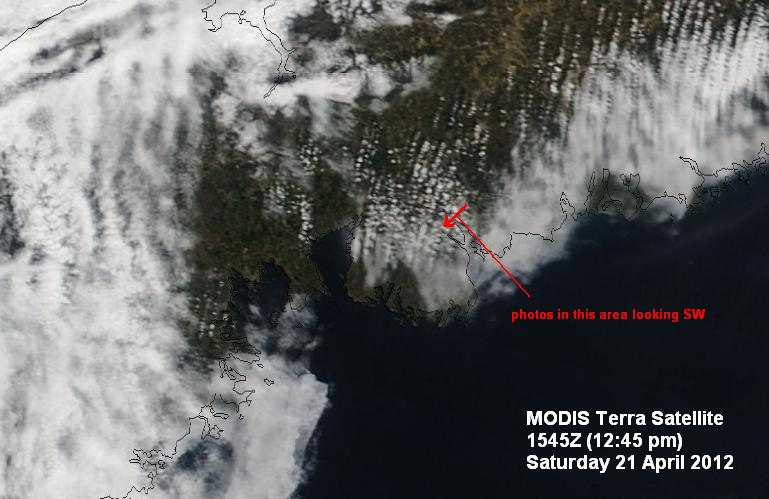 photos in this area looking SW
MODIS Terra Satellite
1545Z (12:45 pm)
Saturday 21 April 2012